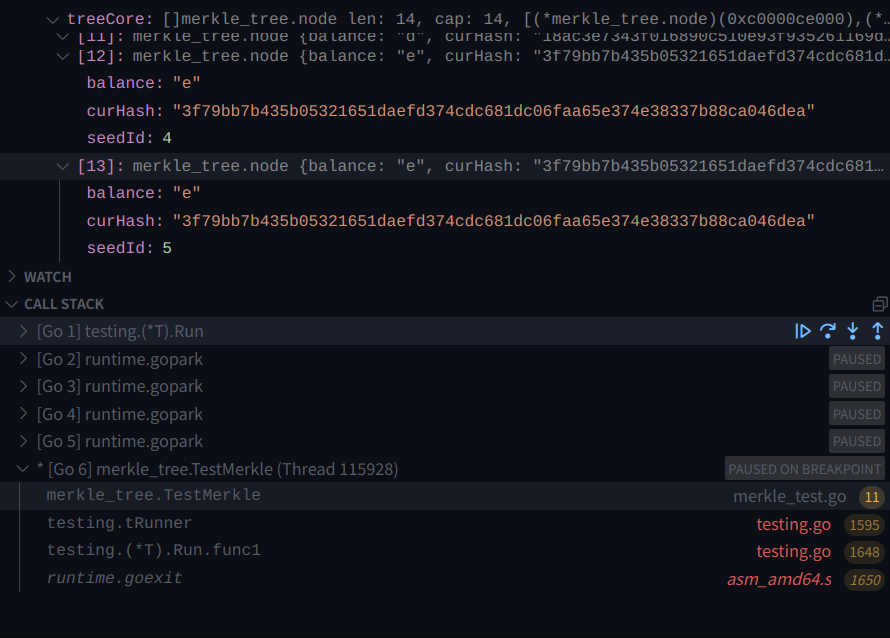 treeCore: []merkle_tree.node len: 14, cap: 14, [(*merkle_tree.node)(0xc0000ce000),(*…
[11]: merkle_tree.node {balance: "d", curHash: "18ac3e7343f016890c510e93f935261169d…
[12]: merkle_tree.node {balance: "e", curHash: "3f79bb7b435b05321651daefd374cdc681d…
balance: "e"
curHash: "3f79bb7b435b05321651daefd374cdc681dc06faa65e374e38337b88ca046dea"
seedId: 4
[13]: merkle_tree.node {balance: "e", curHash: "3f79bb7b435b05321651daefd374cdc681…
balance: "e"
curHash: "3f79bb7b435b05321651daefd374cdc681dc06faa65e374e38337b88ca046dea"
seedId: 5
WATCH
CALL STACK
[Go 1] testing.(*T).Run
[Go 2] runtime.gopark PAUSED
[Go 3] runtime.gopark PAUSED
[Go 4] runtime.gopark PAUSED
[Go 5] runtime.gopark PAUSED
* [Go 6] merkle_tree.TestMerkle (Thread 115928) PAUSED ON BREAKPOINT
merkle_tree.TestMerkle merkle_test.go 11
testing.tRunner testing.go 1595
testing.(*T).Run.func1 testing.go 1648
runtime.goexit asm_amd64.s 1650